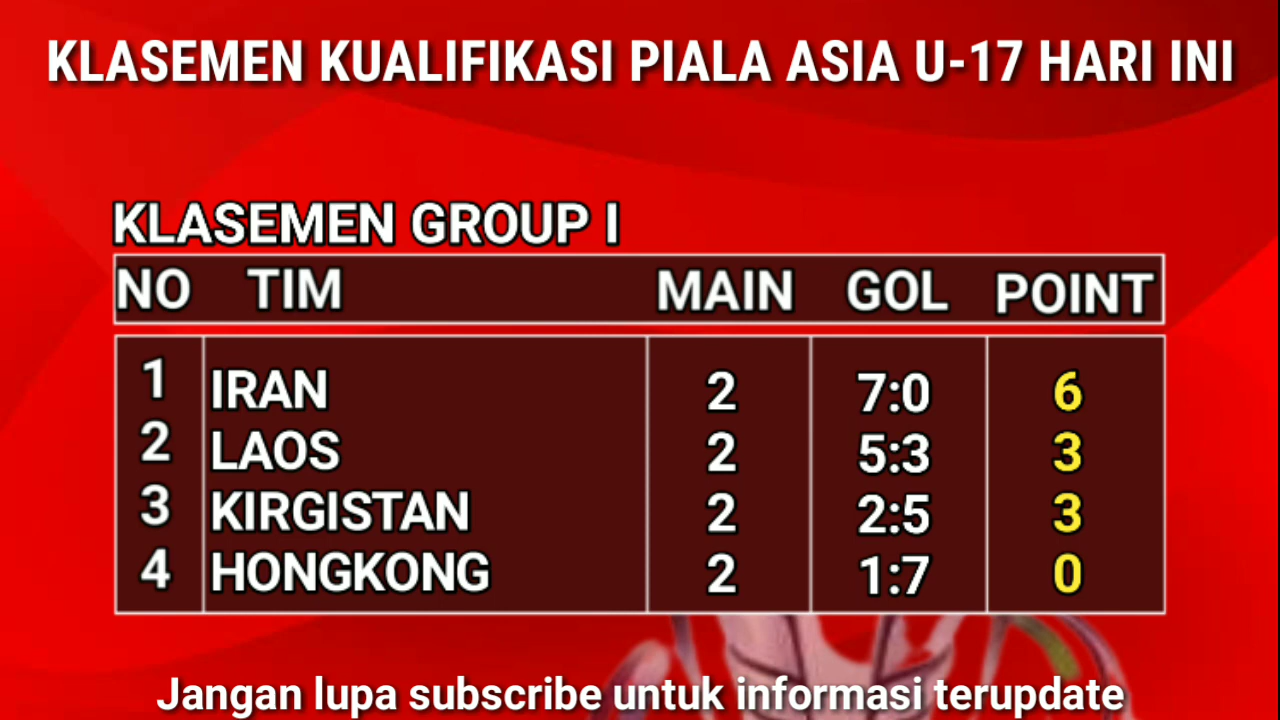 KLASEMEN KUALIFIKASI PIALA ASIA U-17 HARI INI
KLASEMEN GROUP I
NO TIM MAIN GOL POINT
1 IRAN 2 7:0 6
2 LAOS 2 5:3 3
3 KIRGISTAN 2 2:5 3
4 HONGKONG 2 1:7 0
Jangan lupa subscribe untuk informasi terupdate